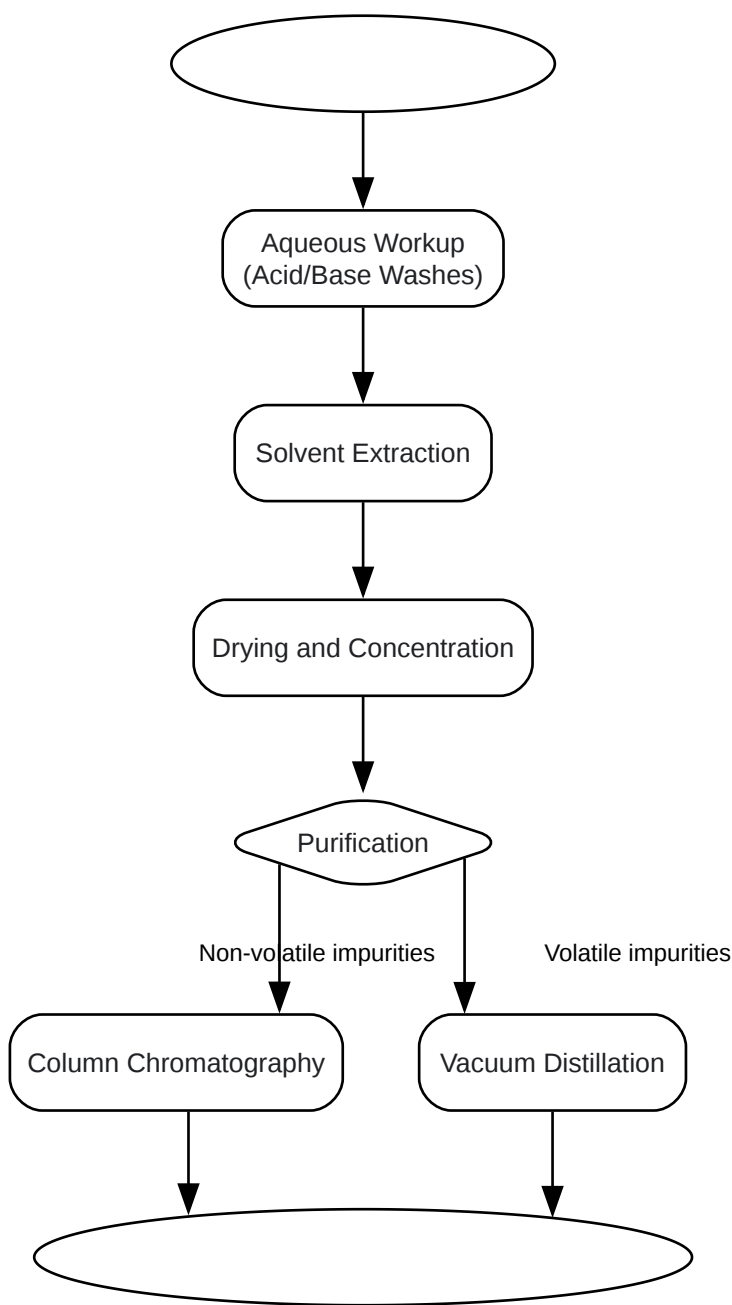 Aqueous Workup
(Acid/Base Washes)
Solvent Extraction
Drying and Concentration
Purification
Non-volatile impurities
Volatile impurities
Column Chromatography
Vacuum Distillation